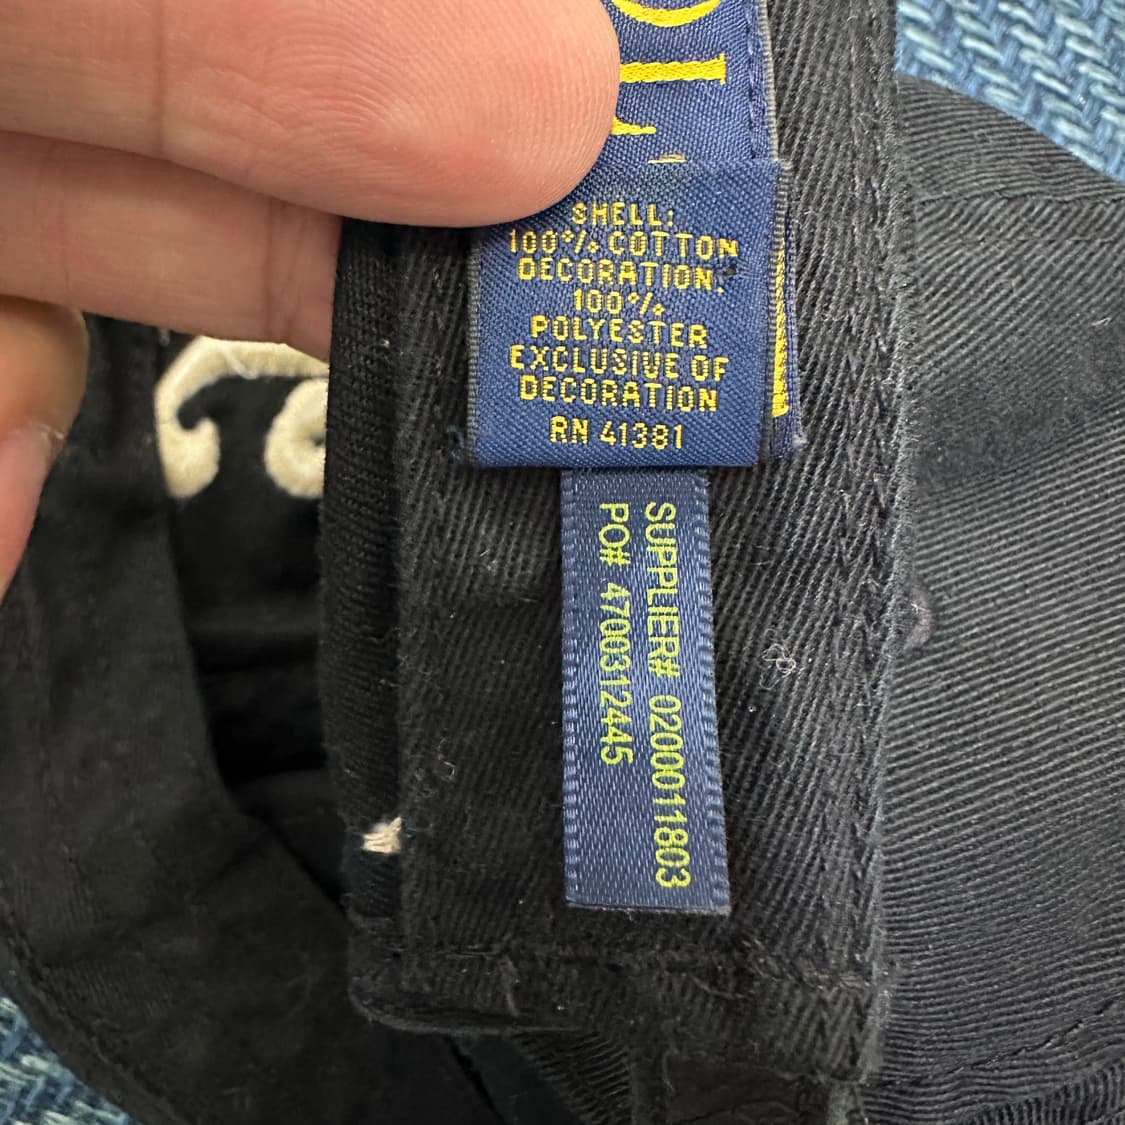 SHELL:
100% COTTON
DECORATION:
100%
POLYESTER
EXCLUSIVE OF
DECORATION
RN 41381
SUPPLIER# 0200011803
PO# 4700312445